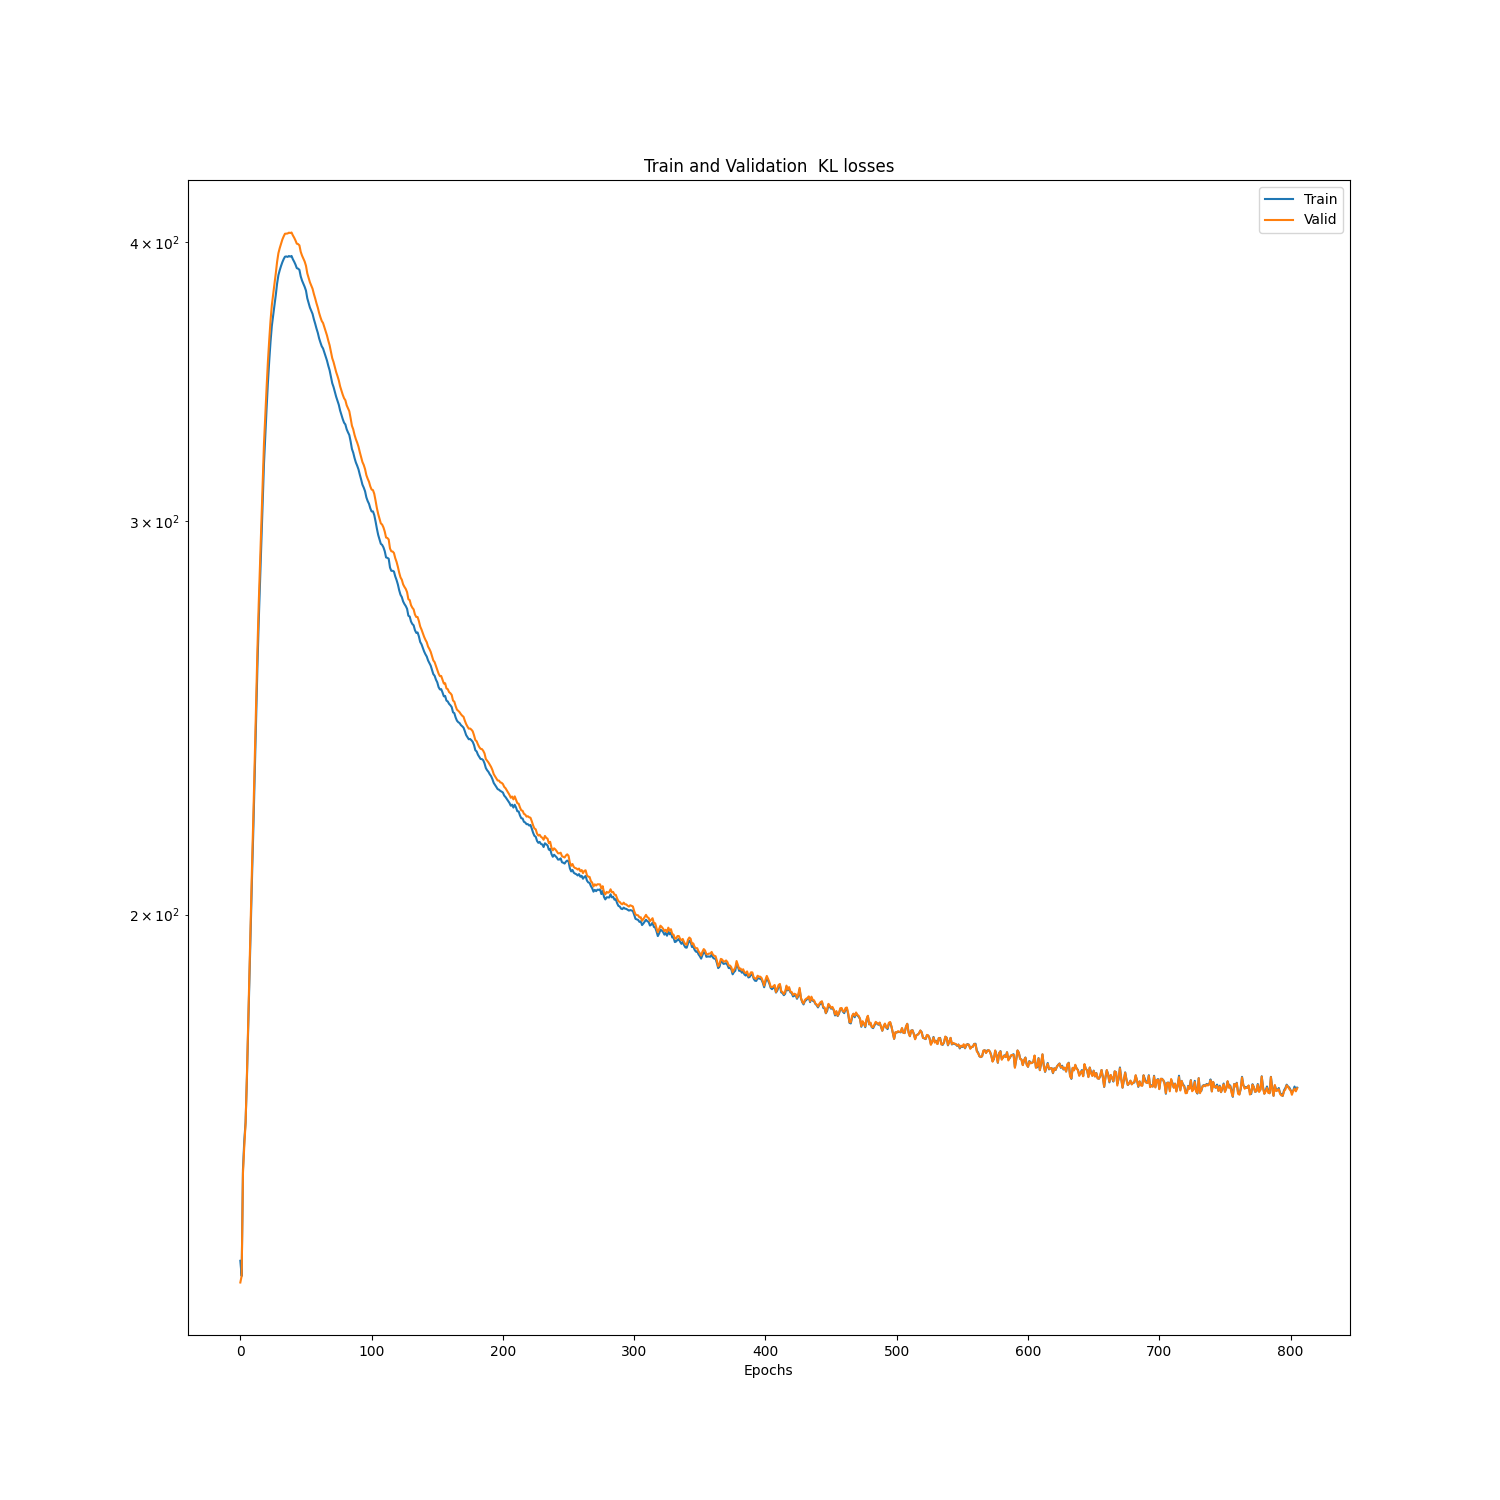 Train and Validation  KL losses
Train
Valid
4 × 10²
3 × 10²
2 × 10²
0 100 200 300 400 500 600 700 800
Epochs